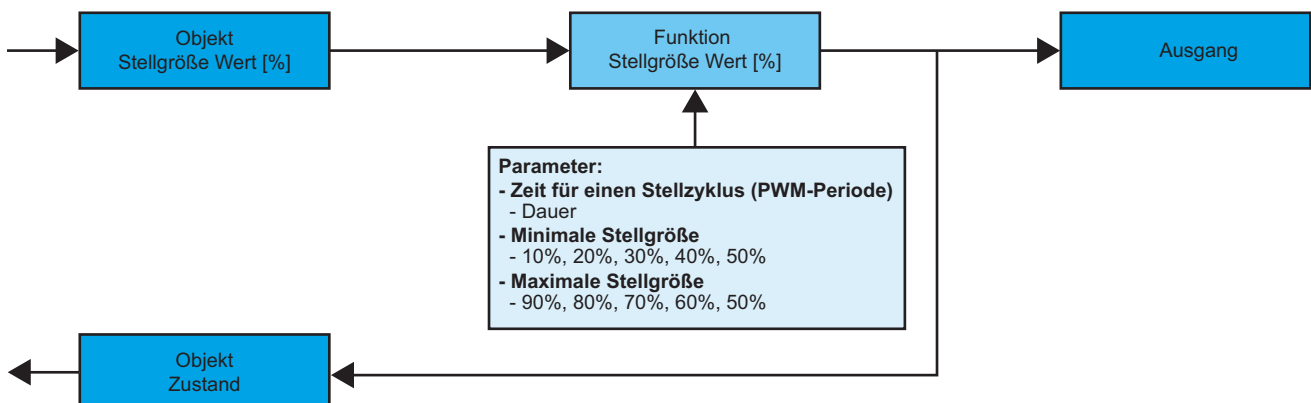 Objekt
Stellgröße Wert [%]
Funktion
Stellgröße Wert [%]
Ausgang
Parameter:
- Zeit für einen Stellzyklus (PWM-Periode)
- Dauer
- Minimale Stellgröße
- 10%, 20%, 30%, 40%, 50%
- Maximale Stellgröße
- 90%, 80%, 70%, 60%, 50%
Objekt
Zustand